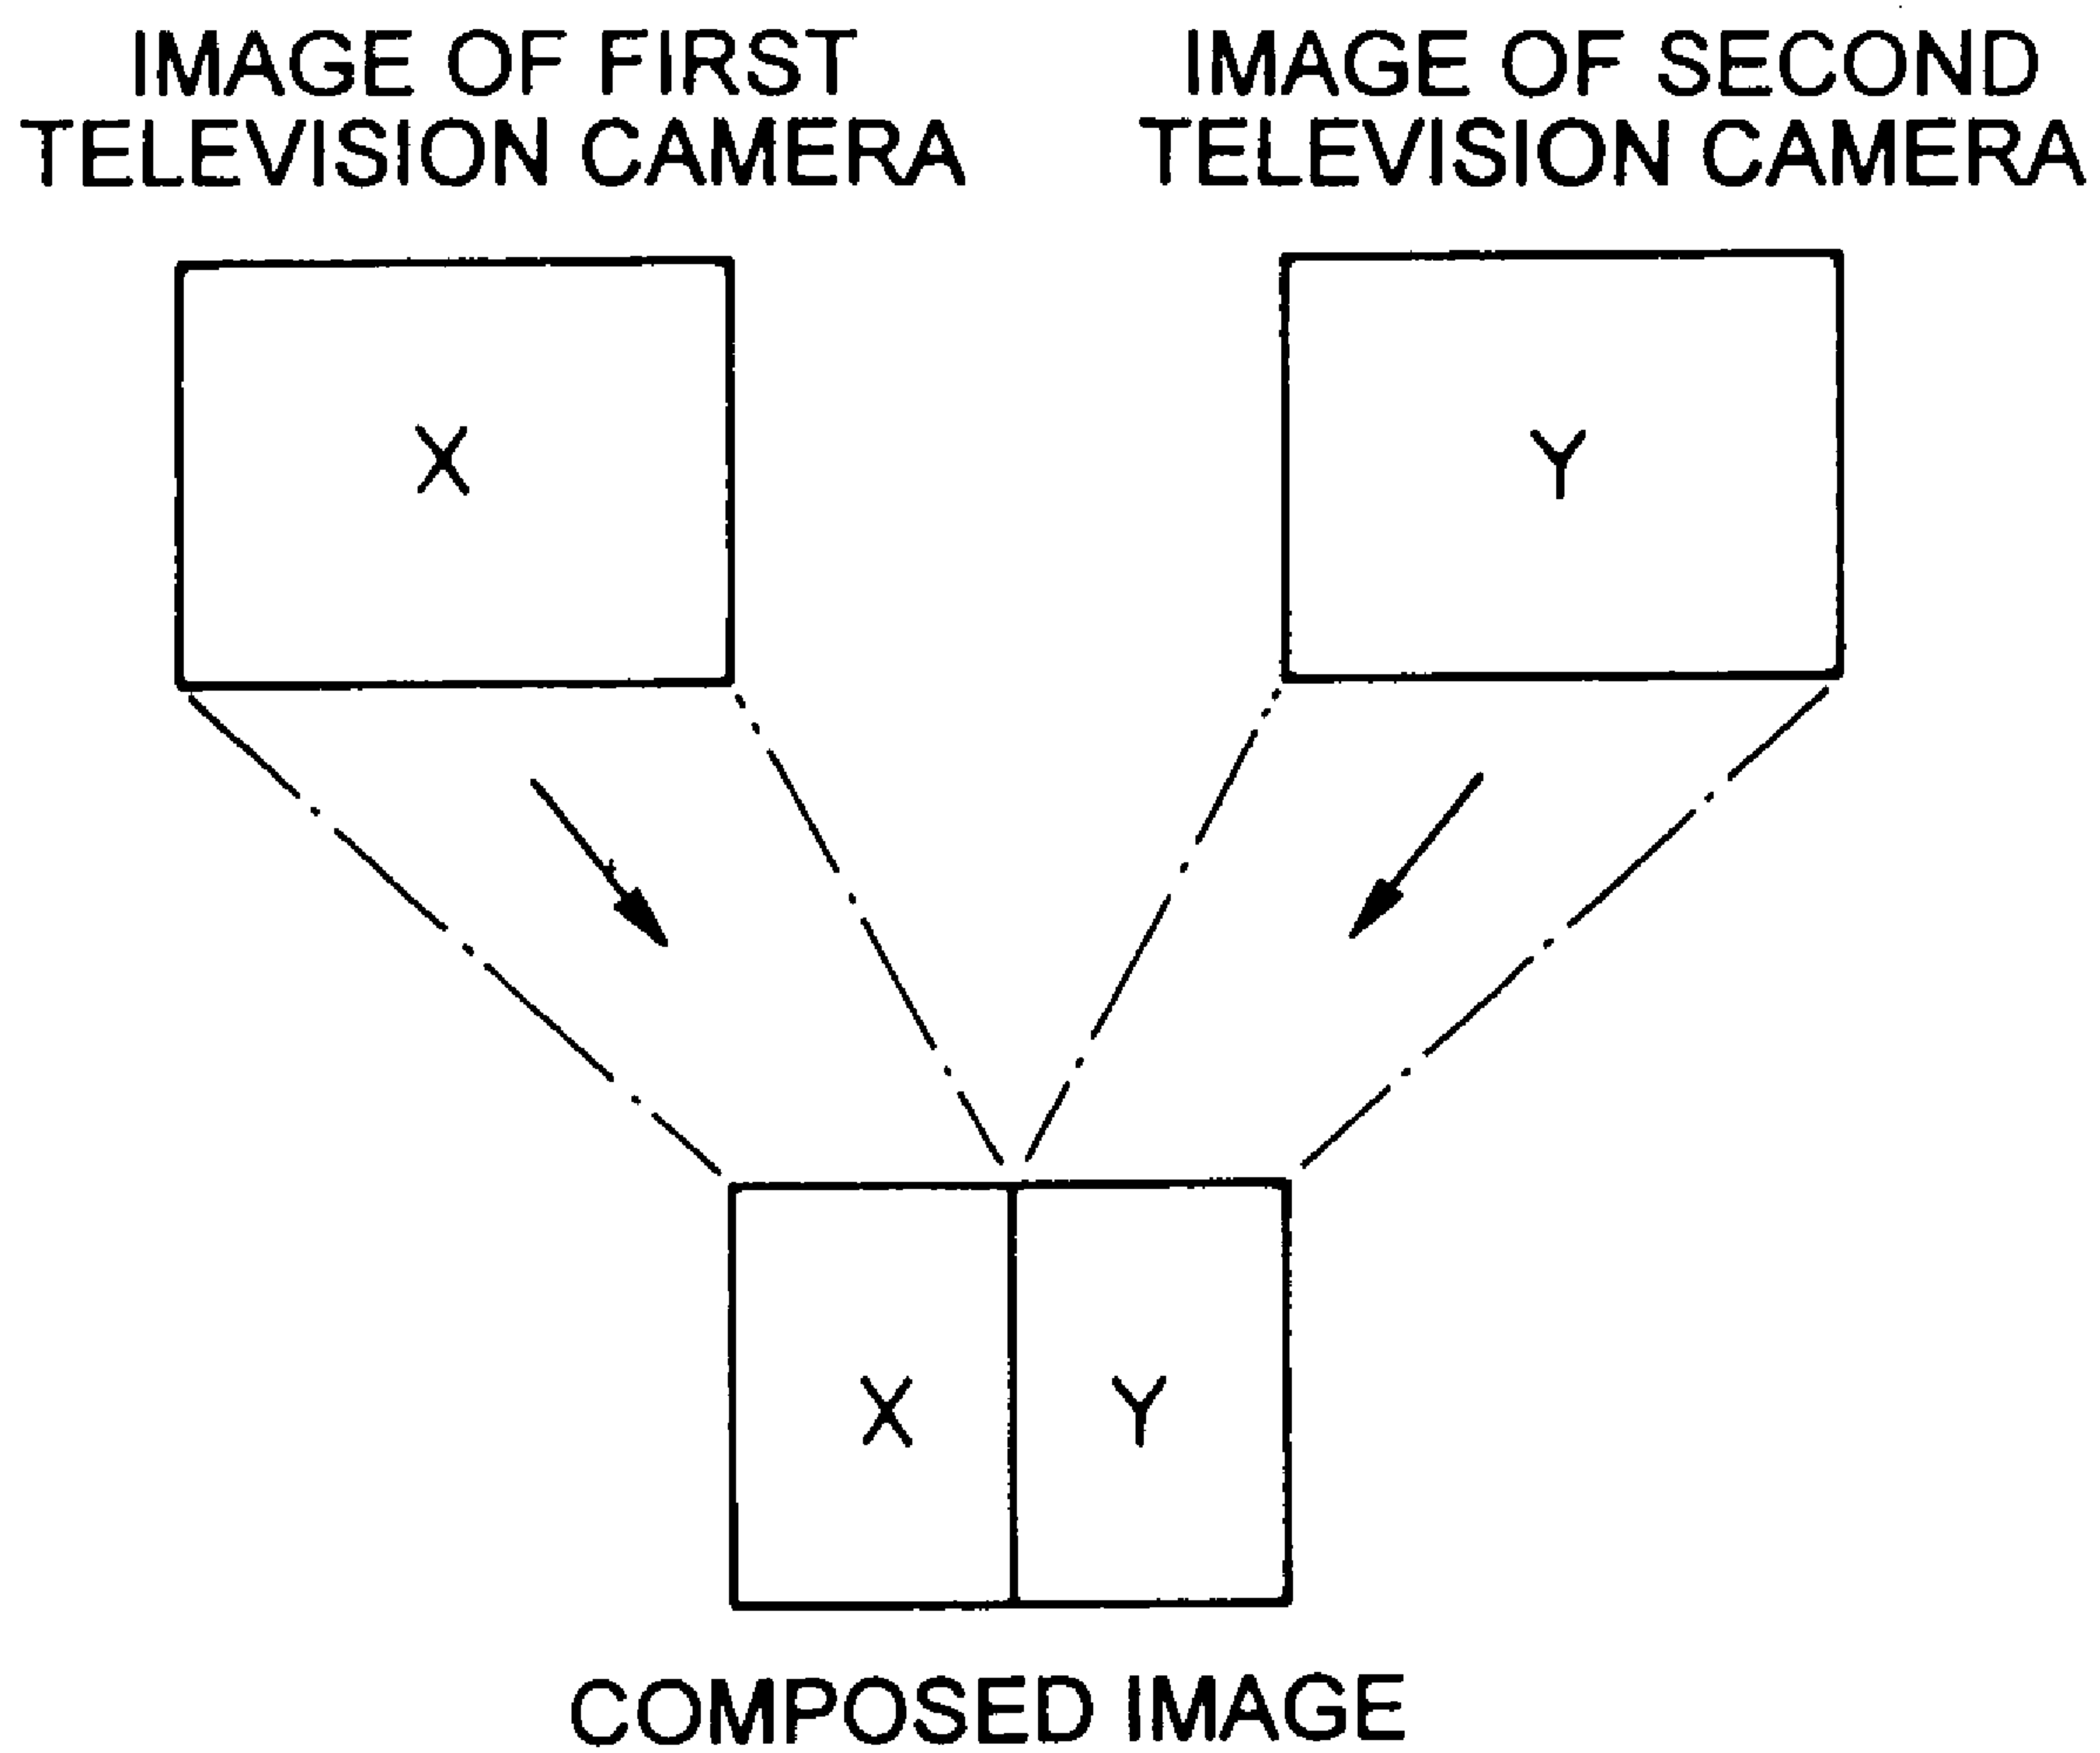 IMAGE OF FIRST
TELEVISION CAMERA
IMAGE OF SECOND
TELEVISION CAMERA
X
Y
X
Y
COMPOSED IMAGE